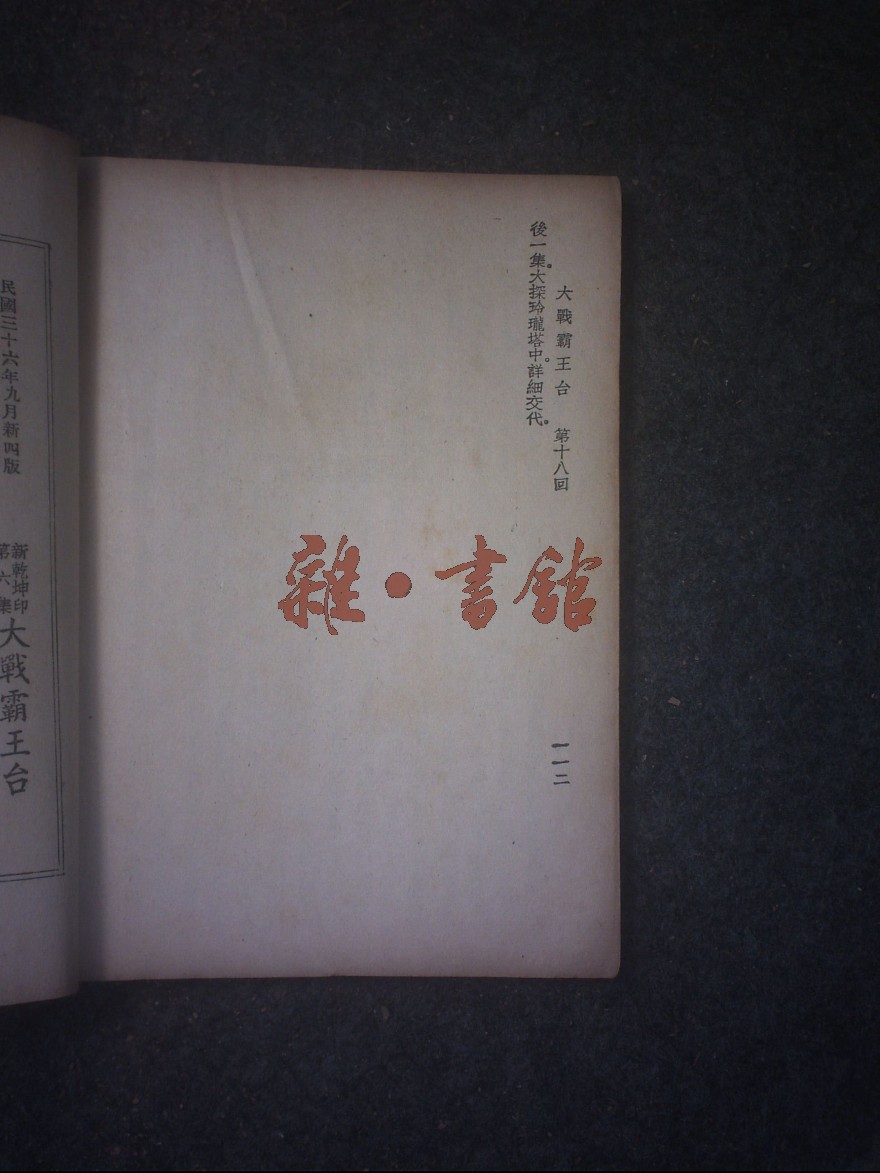 大戰霸王台　第十八回
後一集。大探玲瓏塔中。詳細交代。
一一二
雜·書館
民國三十六年九月新四版
新乾坤印
第六集
大戰霸王台